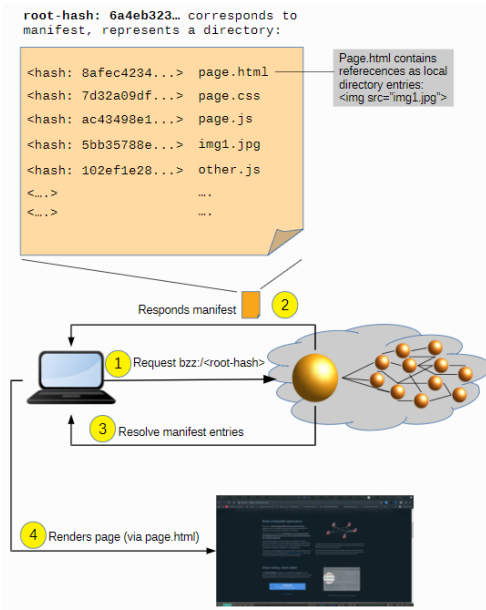 root-hash: 6a4eb323… corresponds to
manifest, represents a directory:
<hash: 8afec4234...> page.html
<hash: 7d32a09df...> page.css
<hash: ac43498e1...> page.js
<hash: 5bb35788e...> img1.jpg
<hash: 102ef1e28...> other.js
<….> ….
<….> ….
Page.html contains
referecences as local
directory entries:
<img src="img1.jpg">
Responds manifest
2
1
Request bzz:/<root-hash>
3
Resolve manifest entries
4
Renders page (via page.html)